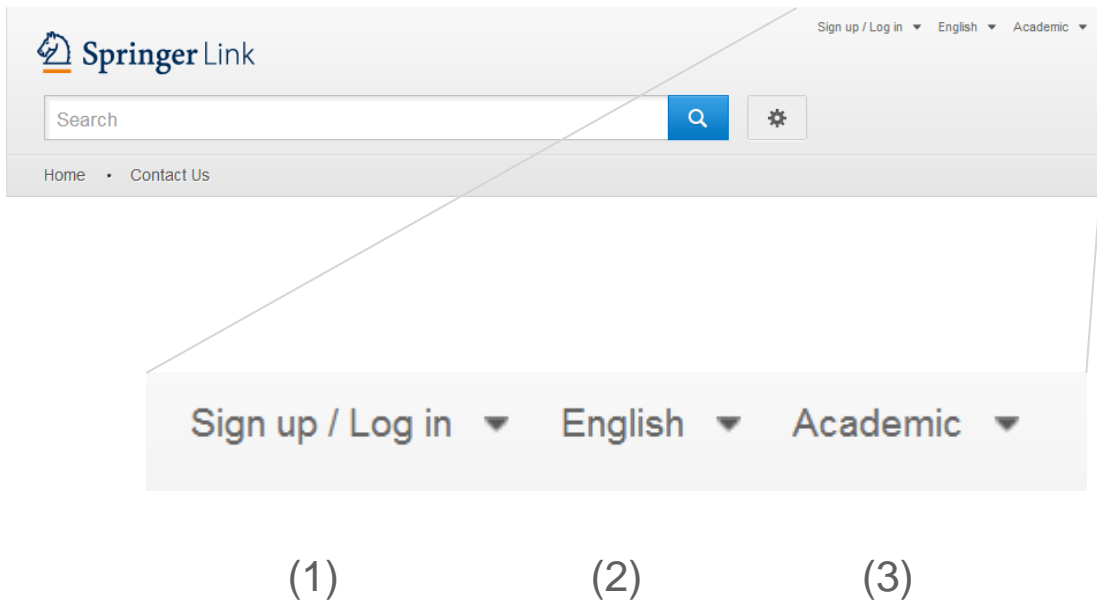 Sign up / Log in English Academic
Springer Link
Search
Home • Contact Us
Sign up / Log in English Academic
(1) (2) (3)